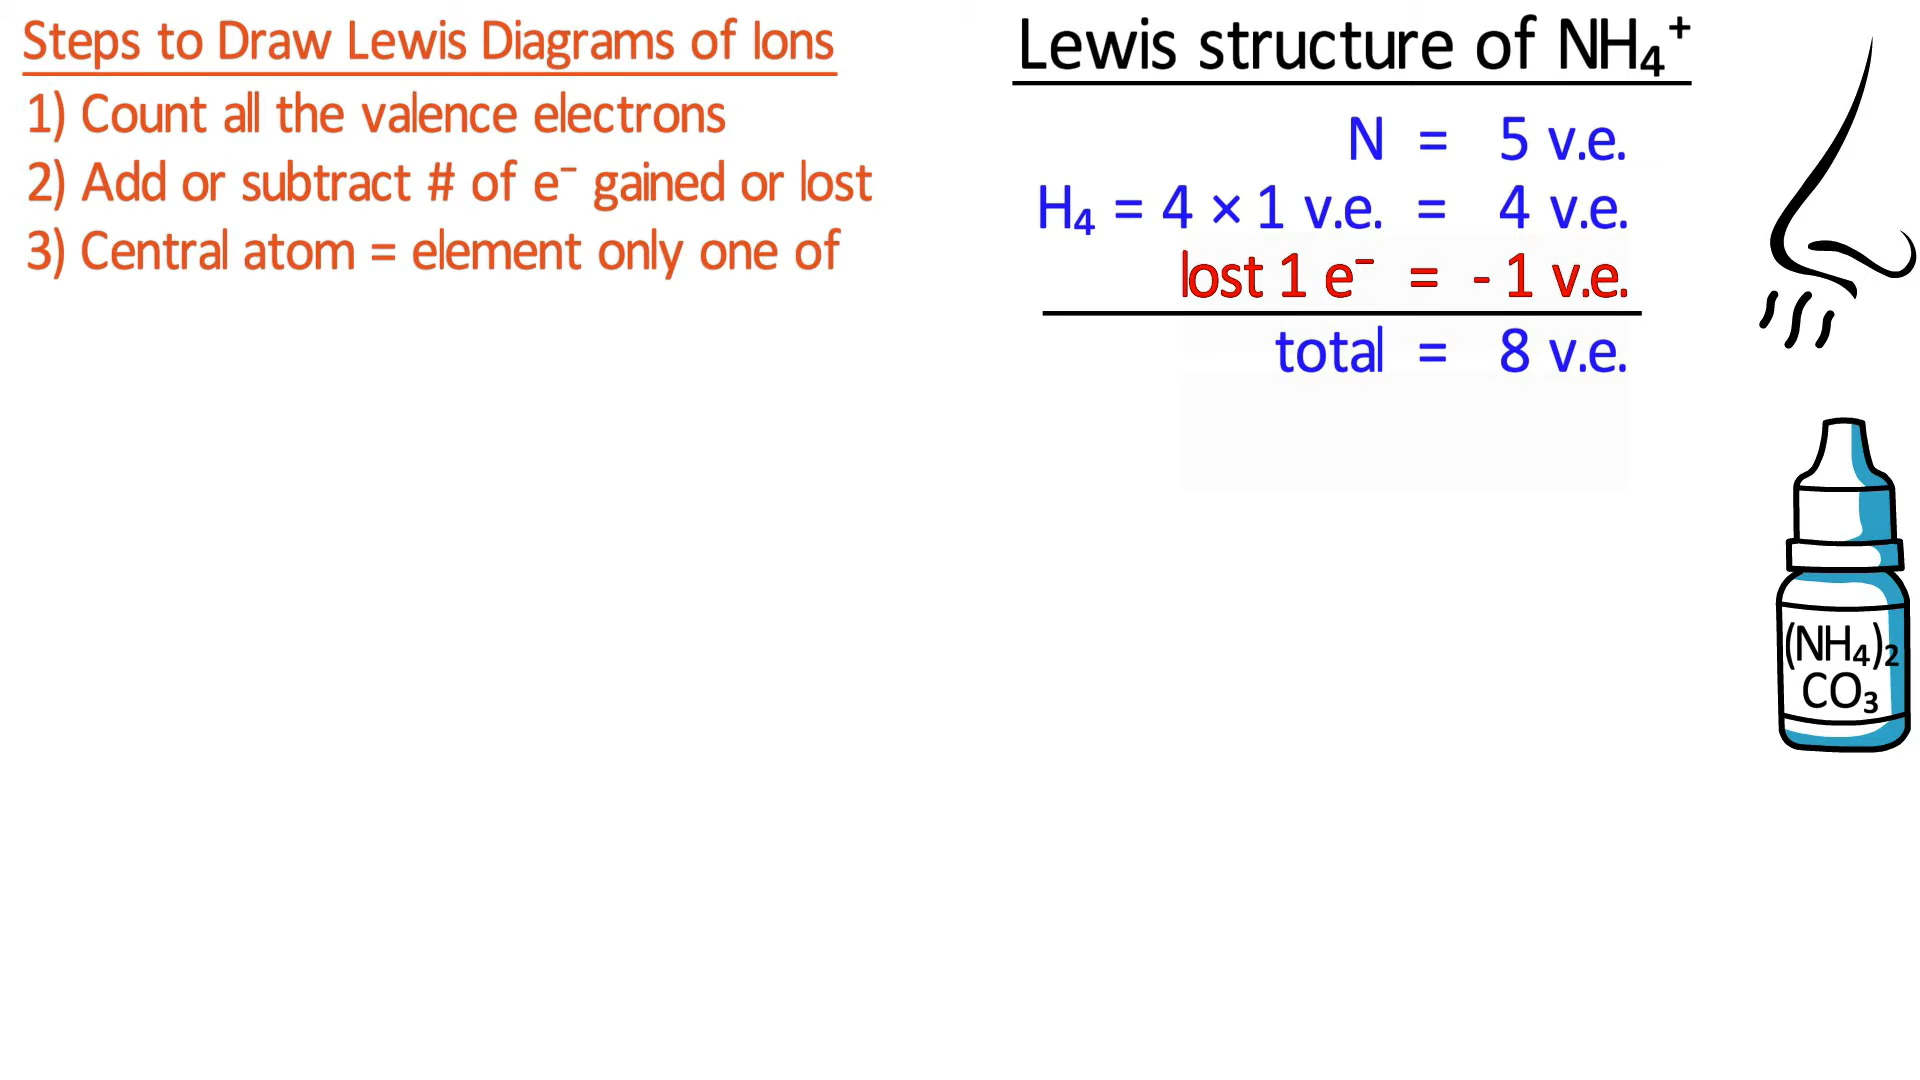 Steps to Draw Lewis Diagrams of Ions
1) Count all the valence electrons
2) Add or subtract # of e⁻ gained or lost
3) Central atom = element only one of
Lewis structure of NH₄⁺
N = 5 v.e.
H₄ = 4 × 1 v.e. = 4 v.e.
lost 1 e⁻ = - 1 v.e.
total = 8 v.e.
(NH₄)₂
CO₃